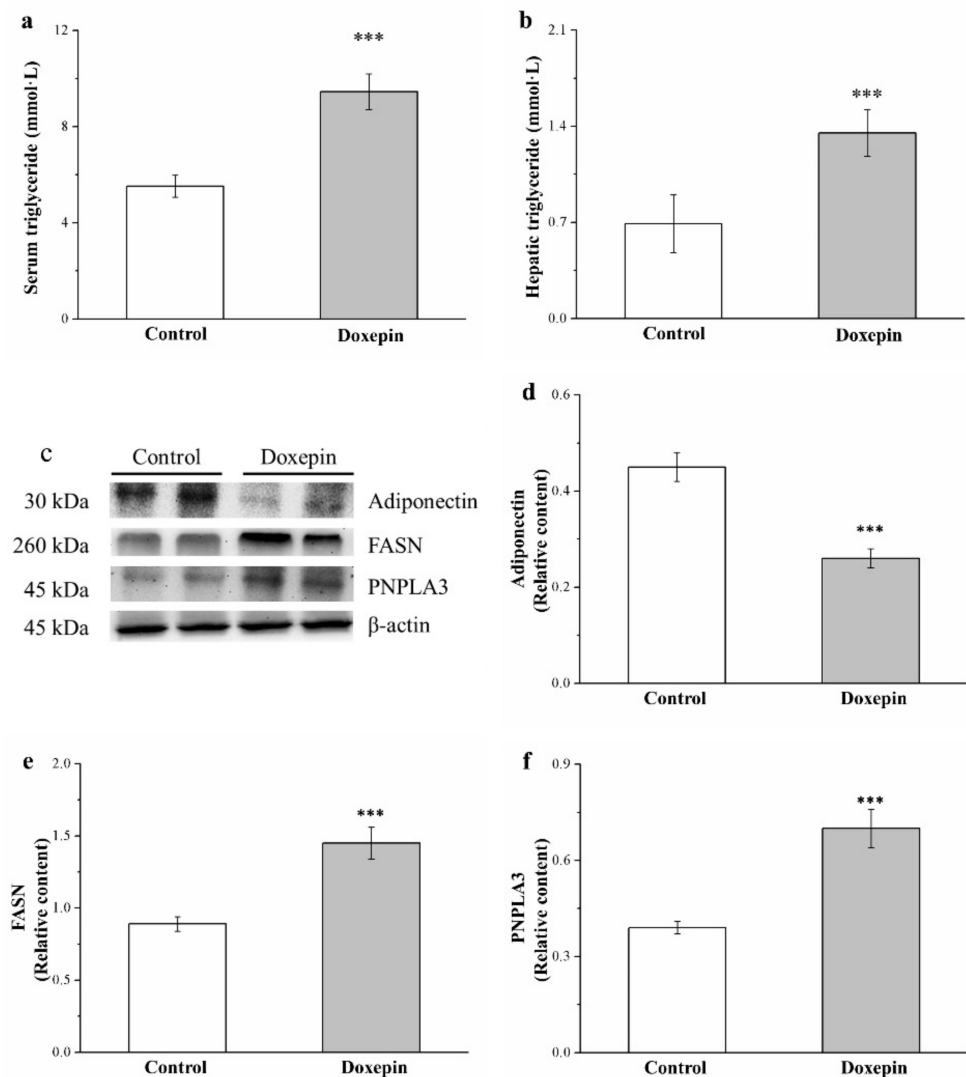 a
Serum triglyceride (mmol·L)
12
9
6
4
0
***
Control
Doxepin
b
Hepatic triglyceride (mmol·L)
2.1
1.4
0.7
0.0
***
Control
Doxepin
c
Control Doxepin
30 kDa Adiponectin
260 kDa FASN
45 kDa PNPLA3
45 kDa β-actin
d
Adiponectin
(Relative content)
0.6
0.4
0.2
0.0
***
Control
Doxepin
e
FASN
(Relative content)
2.0
1.5
1.0
0.5
0.0
***
Control
Doxepin
f
PNPLA3
(Relative content)
0.9
0.6
0.3
0.0
***
Control
Doxepin